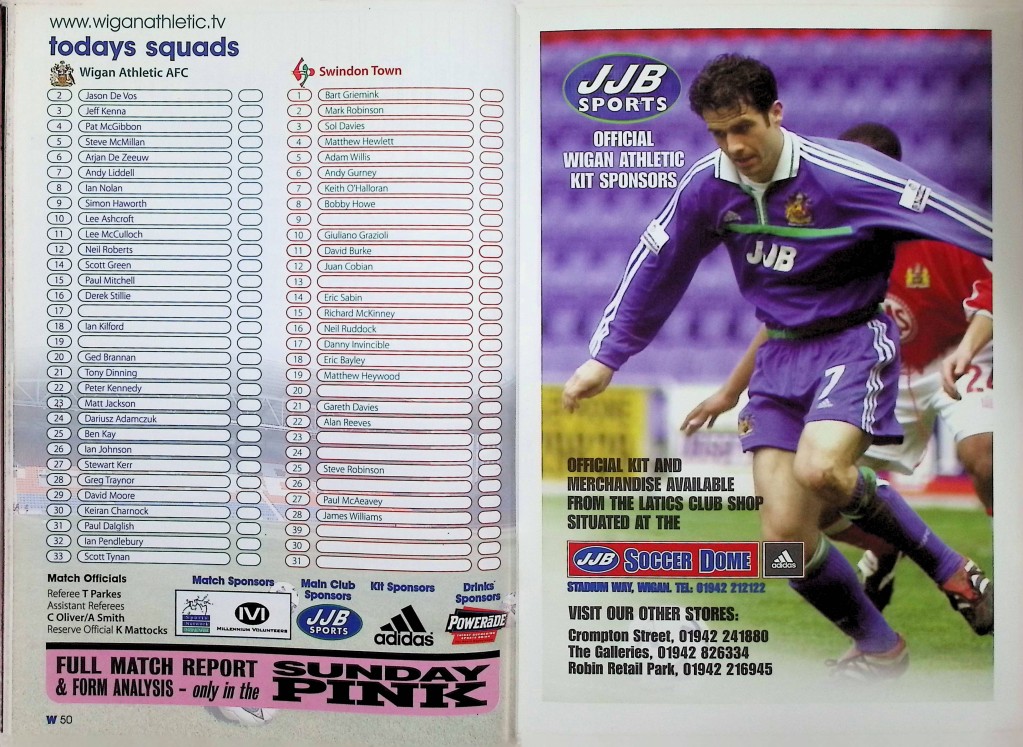 www.wiganathletic.tv
todays squads
Wigan Athletic AFC
2 Jason De Vos
3 Jeff Kenna
4 Pat McGibbon
5 Steve McMillan
6 Arjan De Zeeuw
7 Andy Liddell
8 Ian Nolan
9 Simon Haworth
10 Lee Ashcroft
11 Lee McCulloch
12 Neil Roberts
14 Scott Green
15 Paul Mitchell
16 Derek Stillie
17
18 Ian Kilford
19
20 Ged Brannan
21 Tony Dinning
22 Peter Kennedy
23 Matt Jackson
24 Dariusz Adamczuk
25 Ben Kay
26 Ian Johnson
27 Stewart Kerr
28 Greg Traynor
29 David Moore
30 Keiran Charnock
31 Paul Dalglish
32 Ian Pendlebury
33 Scott Tynan
Swindon Town
1 Bart Griemink
2 Mark Robinson
3 Sol Davies
4 Matthew Hewlett
5 Adam Willis
6 Andy Gurney
7 Keith O'Halloran
8 Bobby Howe
9
10 Giuliano Grazioli
11 David Burke
12 Juan Cobian
13
14 Eric Sabin
15 Richard McKinney
16 Neil Ruddock
17 Danny Invincible
18 Eric Bayley
19 Matthew Heywood
20
21 Gareth Davies
22 Alan Reeves
23
24
25 Steve Robinson
26
27 Paul McAeavey
28 James Williams
39
30
31
Match Officials
Referee T Parkes
Assistant Referees
C Oliver/A Smith
Reserve Official K Mattocks
Match Sponsors
Sports
Network
MILLENNIUM VOLUNTEERS
Main Club
Sponsors
JJB
SPORTS
Kit Sponsors
adidas
Drinks
Sponsors
POWERADE
FULL MATCH REPORT
& FORM ANALYSIS – only in the
SUNDAY
PINK
W 50
JJB
SPORTS
OFFICIAL
WIGAN ATHLETIC
KIT SPONSORS
JJB
7
adidas
OFFICIAL KIT AND
MERCHANDISE AVAILABLE
FROM THE LATICS CLUB SHOP
SITUATED AT THE
JJB SOCCER DOME
adidas
STADIUM WAY, WIGAN. TEL: 01942 212122
VISIT OUR OTHER STORES:
Crompton Street, 01942 241880
The Galleries, 01942 826334
Robin Retail Park, 01942 216945